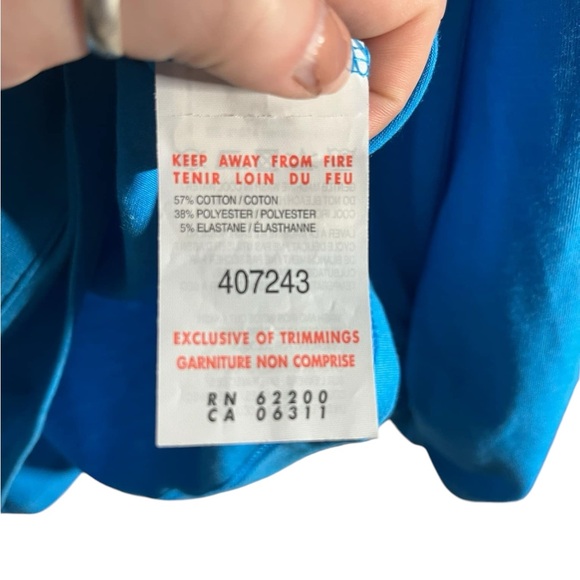 KEEP AWAY FROM FIRE
TENIR LOIN DU FEU
57% COTTON / COTON
38% POLYESTER / POLYESTER
5% ELASTANE / ÉLASTHANNE
407243
EXCLUSIVE OF TRIMMINGS
GARNITURE NON COMPRISE
RN 62200
CA 06311